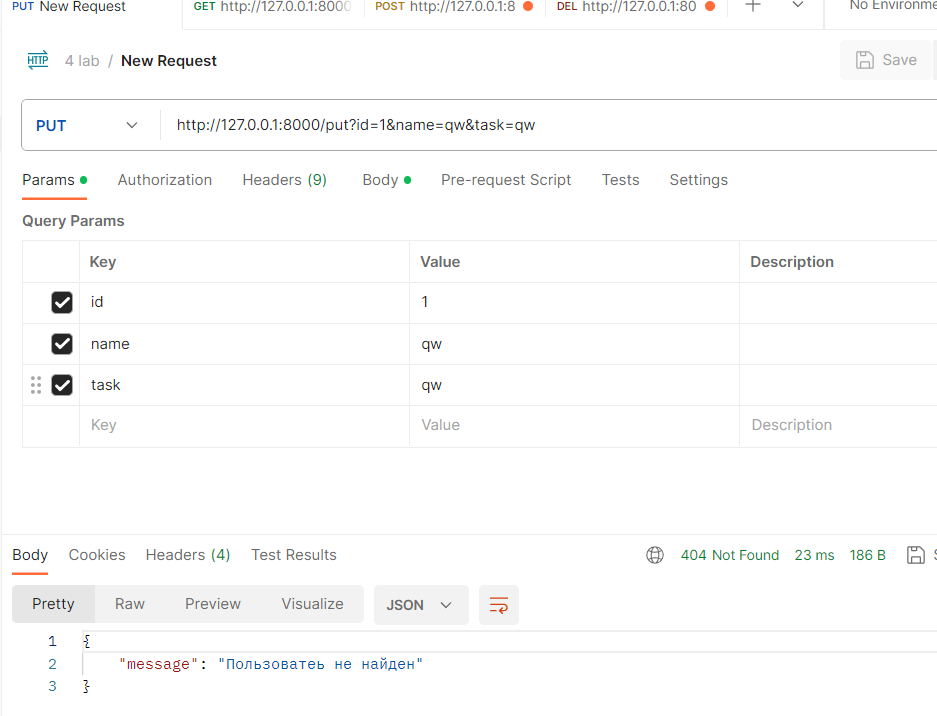 PUT New Request GET http://127.0.0.1:8000 POST http://127.0.0.1:8 DEL http://127.0.0.1:80 No Environme
HTTP 4 lab / New Request Save
PUT http://127.0.0.1:8000/put?id=1&name=qw&task=qw
Params Authorization Headers (9) Body Pre-request Script Tests Settings
Query Params
Key Value Description
id 1
name qw
task qw
Key Value Description
Body Cookies Headers (4) Test Results 404 Not Found 23 ms 186 B S
Pretty Raw Preview Visualize JSON
1 {
2 "message": "Пользоватеь не найден"
3 }